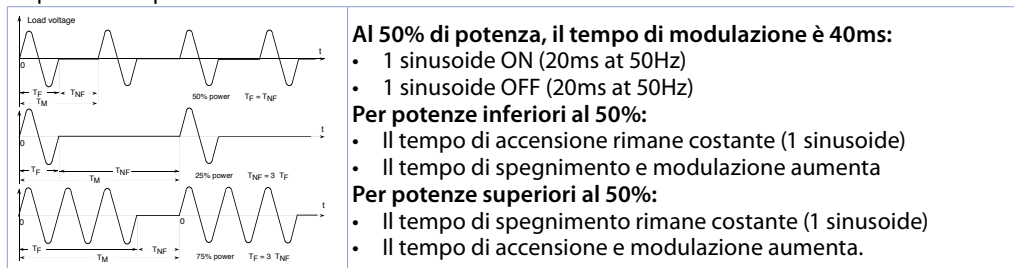 Load voltage
t
0
TF
TNF
TM
50% power TF = TNF
t
0
TF
TNF
TM
25% power TNF = 3 TF
t
0
0
TF
TNF
TM
75% power TF = 3 TNF
Al 50% di potenza, il tempo di modulazione è 40ms:
• 1 sinusoide ON (20ms at 50Hz)
• 1 sinusoide OFF (20ms at 50Hz)
Per potenze inferiori al 50%:
• Il tempo di accensione rimane costante (1 sinusoide)
• Il tempo di spegnimento e modulazione aumenta
Per potenze superiori al 50%:
• Il tempo di spegnimento rimane costante (1 sinusoide)
• Il tempo di accensione e modulazione aumenta.